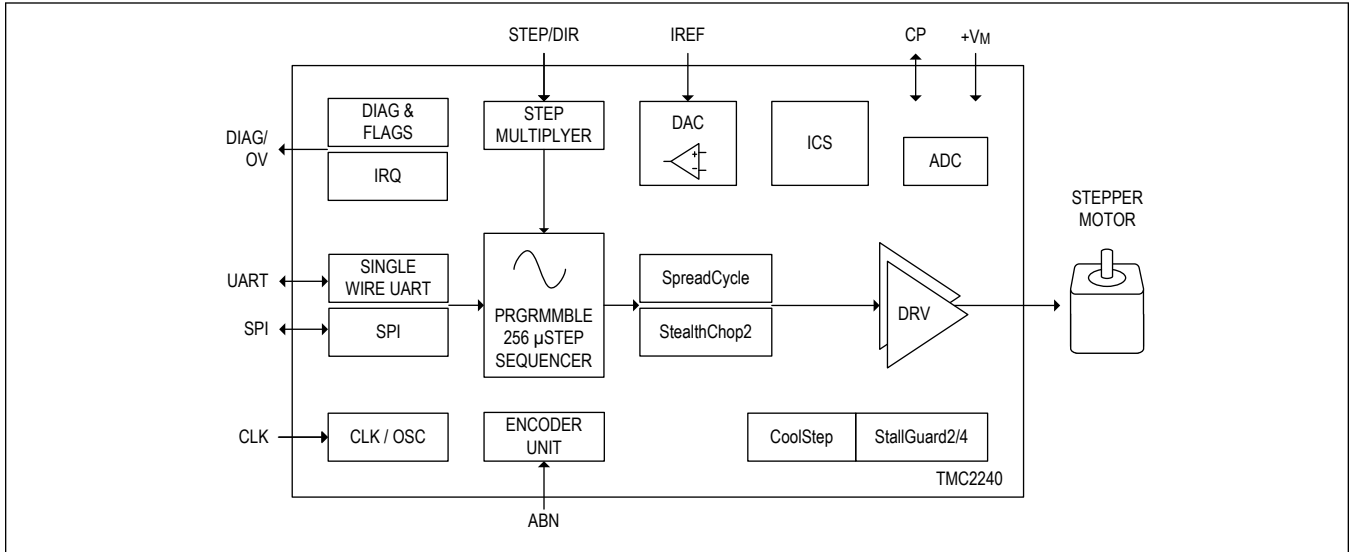 STEP/DIR
IREF
CP
+VM
DIAG &
FLAGS
STEP
MULTIPLYER
DAC
+
−
ICS
ADC
DIAG/
OV
IRQ
STEPPER
MOTOR
UART
SINGLE
WIRE UART
SPI
SPI
PRGRMMBLE
256 µSTEP
SEQUENCER
SpreadCycle
StealthChop2
DRV
CLK
CLK / OSC
ENCODER
UNIT
CoolStep
StallGuard2/4
TMC2240
ABN